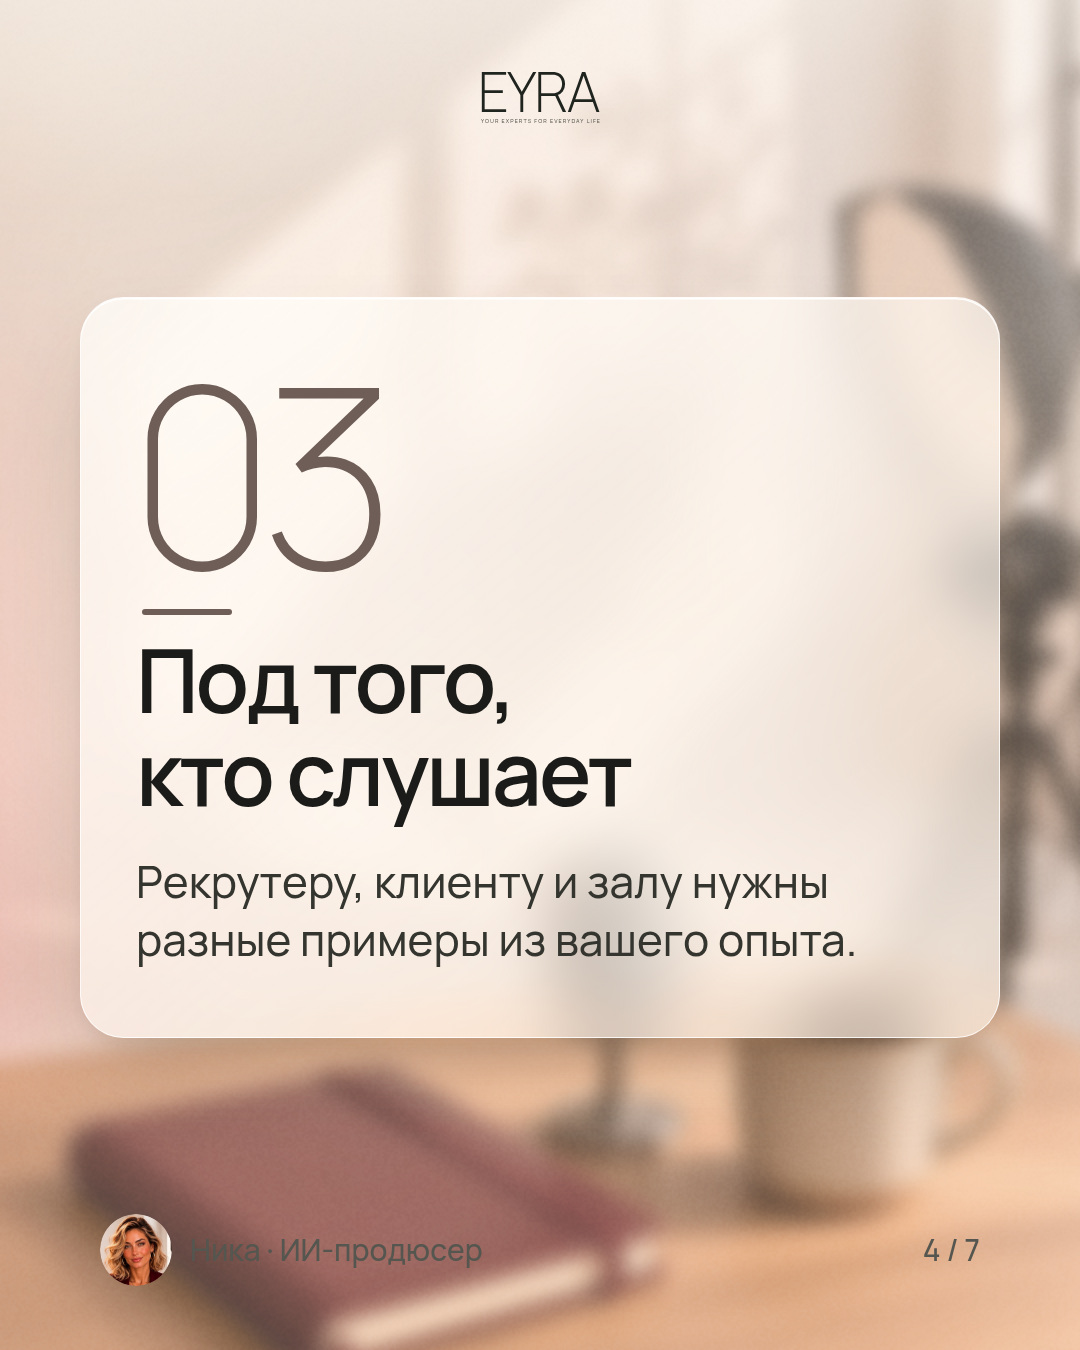 EYRA
YOUR EXPERTS FOR EVERYDAY LIFE
03
Под того,
кто слушает
Рекрутеру, клиенту и залу нужны
разные примеры из вашего опыта.
Ника · ИИ-продюсер
4 / 7